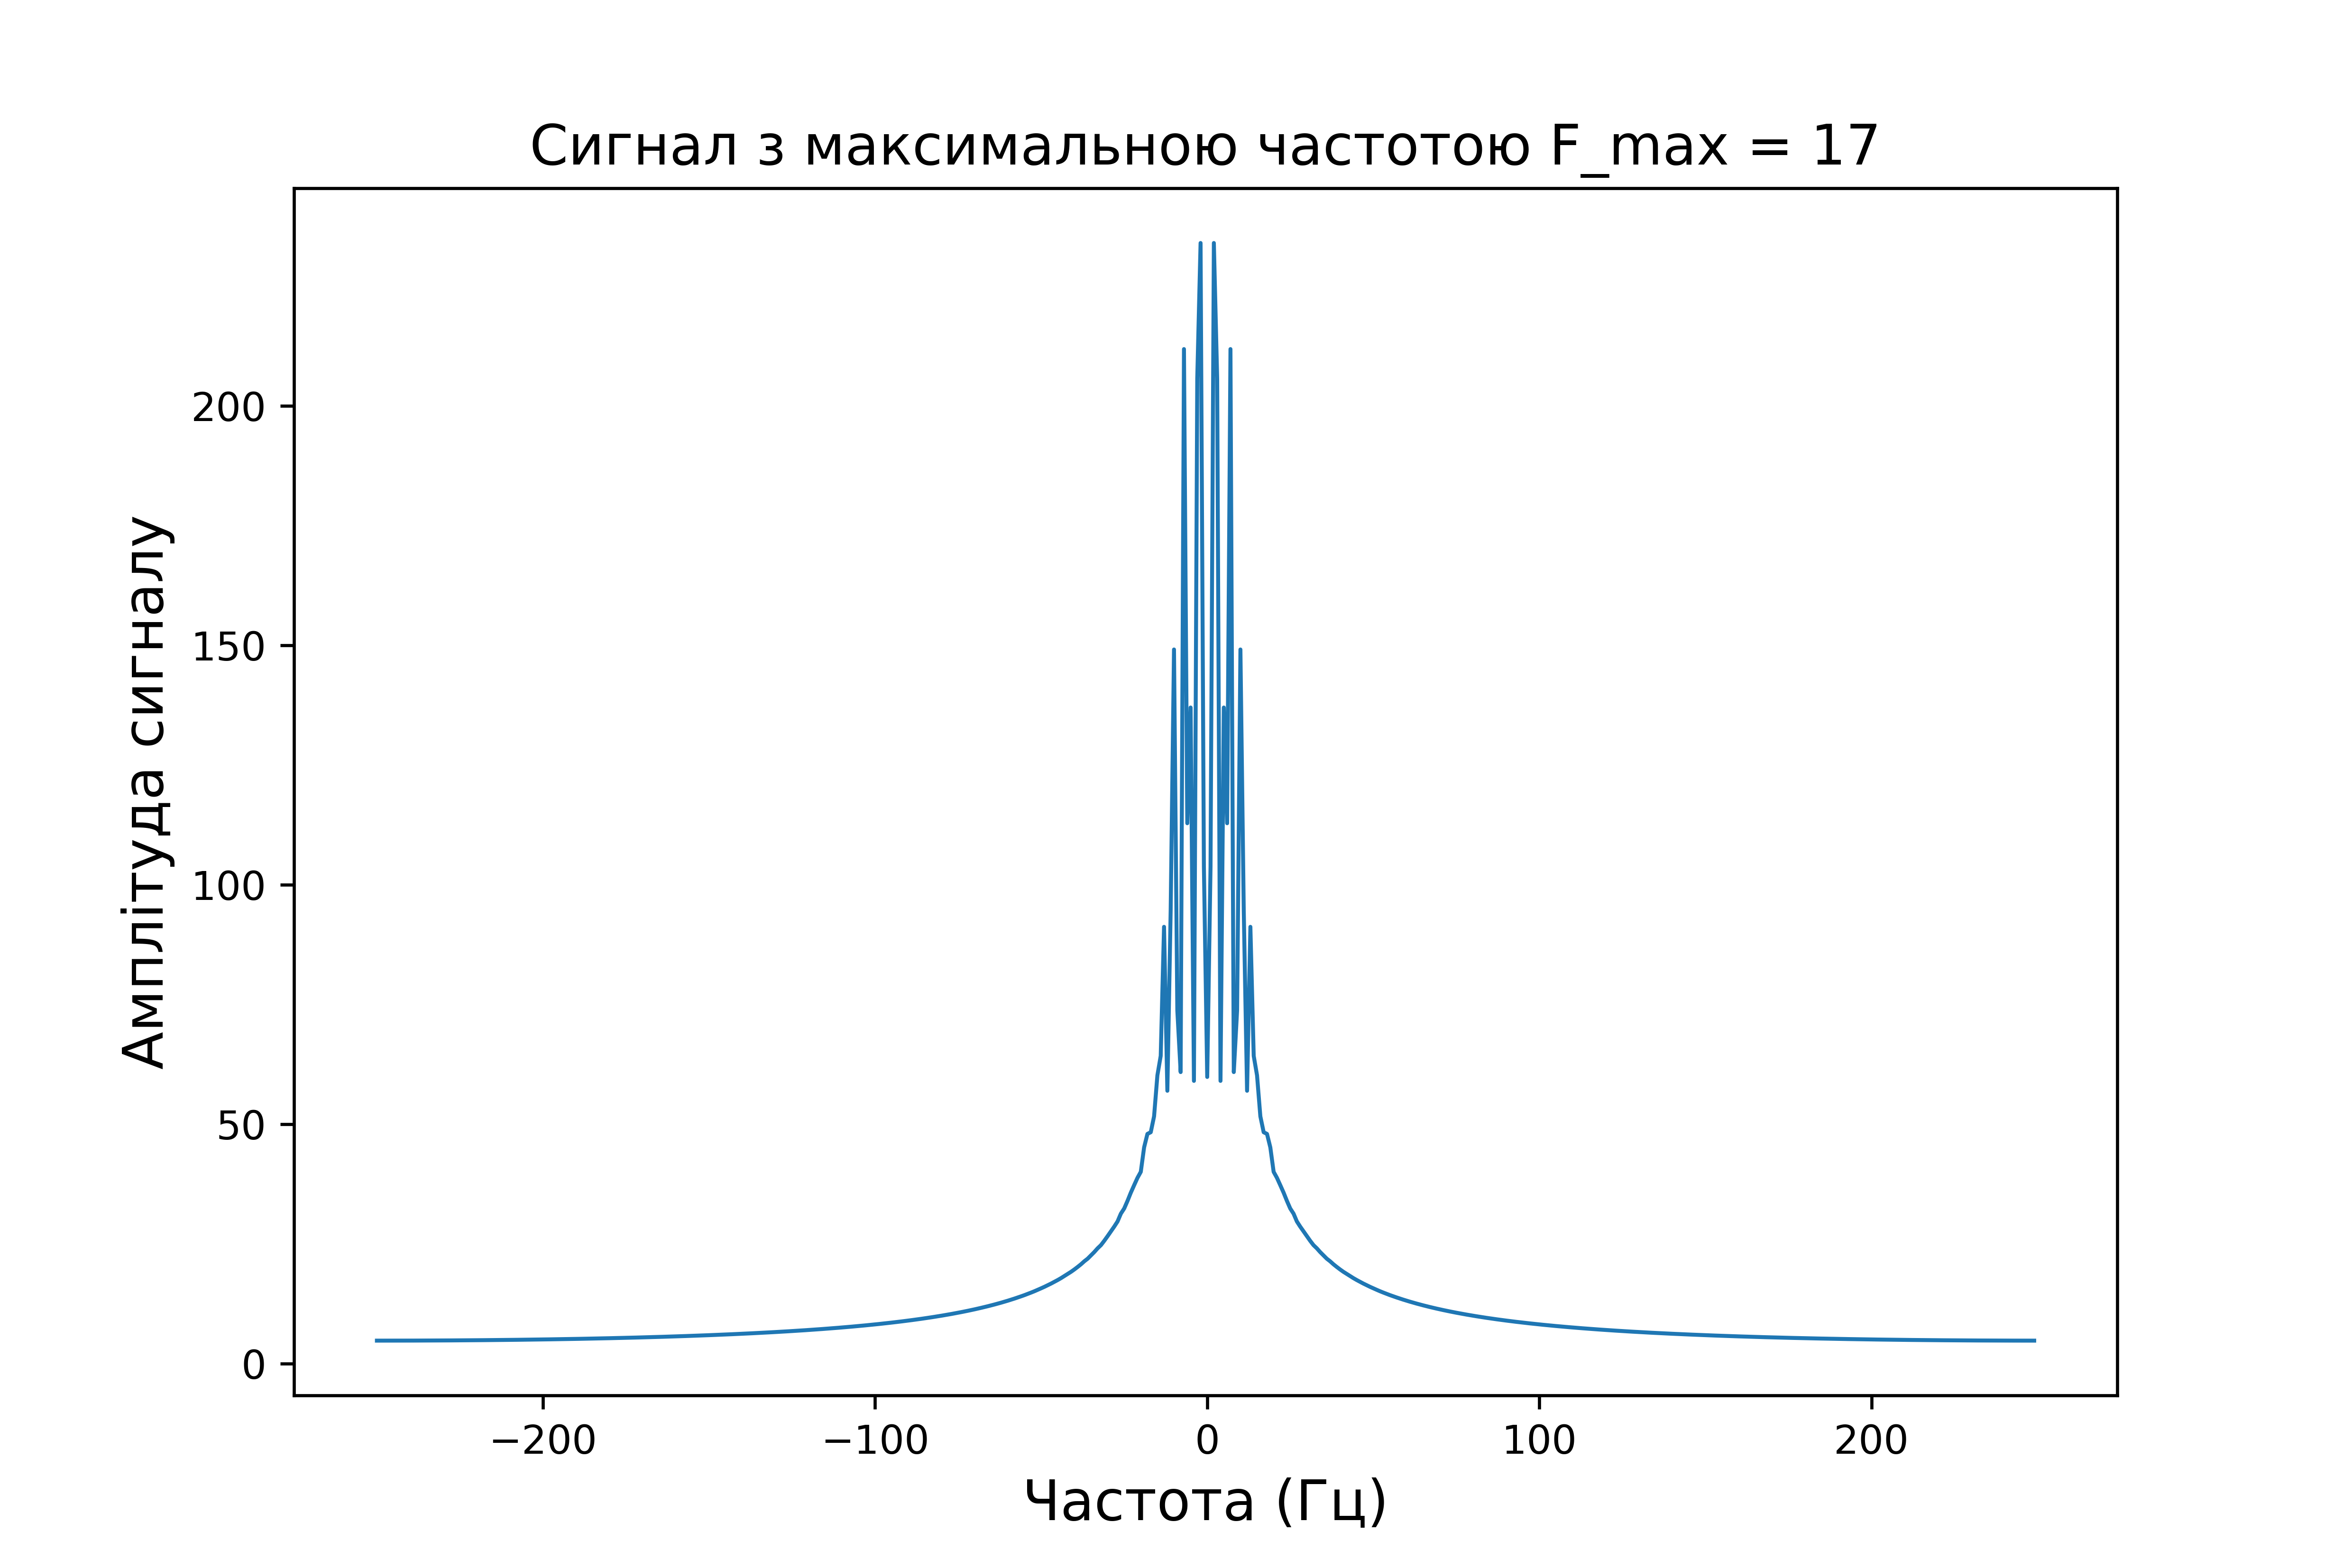 Сигнал з максимальною частотою F_max = 17
Амплітуда сигналу
200
150
100
50
0
−200 −100 0 100 200
Частота (Гц)